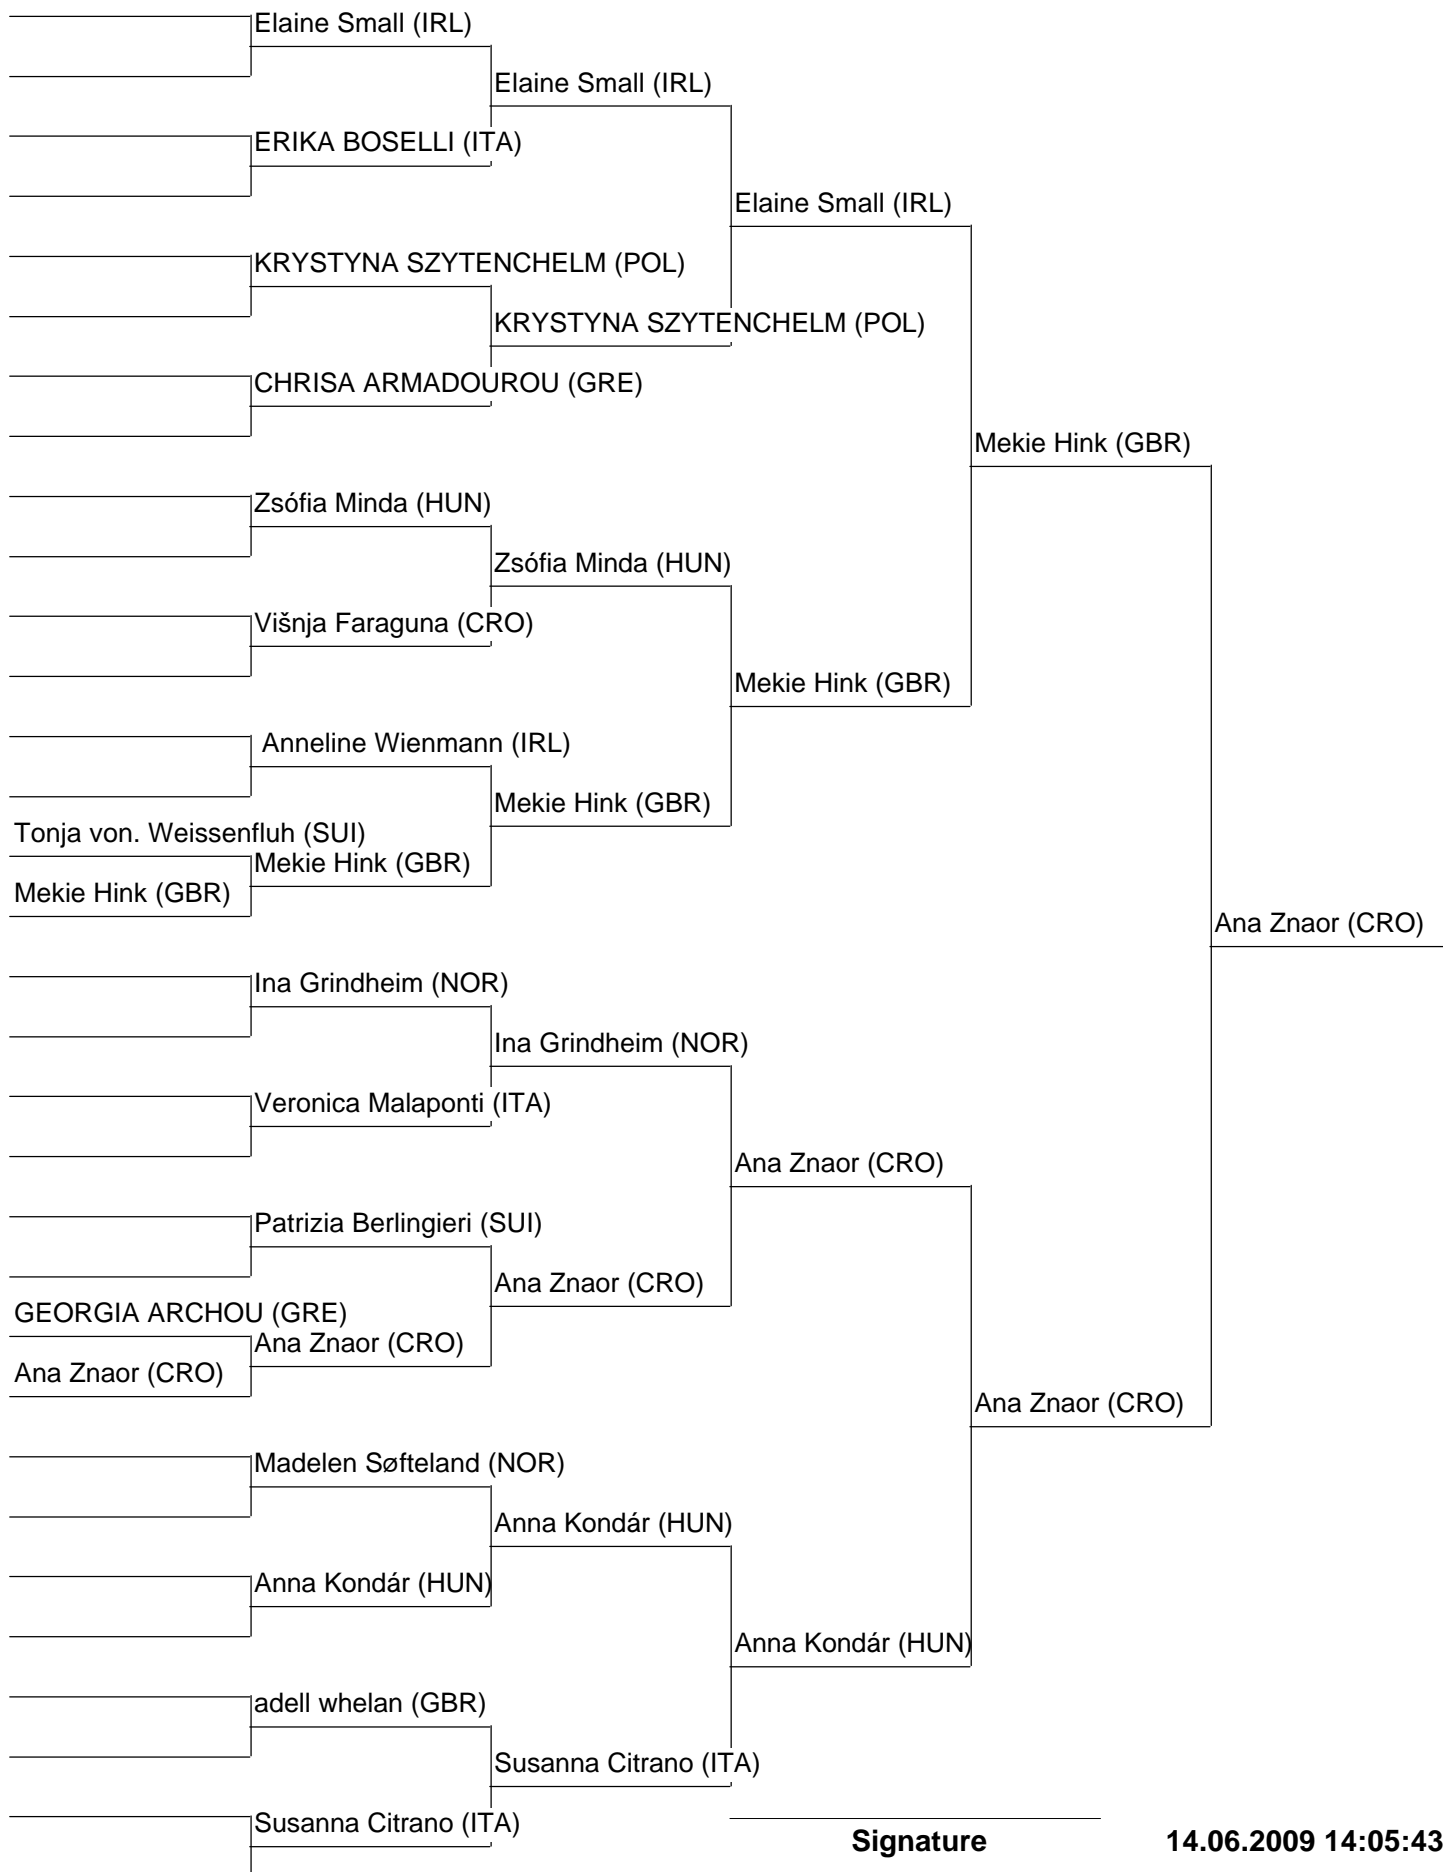 Elaine Small (IRL)
Elaine Small (IRL)
ERIKA BOSELLI (ITA)
Elaine Small (IRL)
KRYSTYNA SZYTENCHELM (POL)
KRYSTYNA SZYTENCHELM (POL)
CHRISA ARMADOUROU (GRE)
Mekie Hink (GBR)
Zsófia Minda (HUN)
Zsófia Minda (HUN)
Višnja Faraguna (CRO)
Mekie Hink (GBR)
Anneline Wienmann (IRL)
Mekie Hink (GBR)
Tonja von. Weissenfluh (SUI)
Mekie Hink (GBR)
Mekie Hink (GBR)
Ana Znaor (CRO)
Ina Grindheim (NOR)
Ina Grindheim (NOR)
Veronica Malaponti (ITA)
Ana Znaor (CRO)
Patrizia Berlingieri (SUI)
Ana Znaor (CRO)
GEORGIA ARCHOU (GRE)
Ana Znaor (CRO)
Ana Znaor (CRO)
Ana Znaor (CRO)
Madelen Søfteland (NOR)
Anna Kondár (HUN)
Anna Kondár (HUN)
Anna Kondár (HUN)
adell whelan (GBR)
Susanna Citrano (ITA)
Susanna Citrano (ITA)
Signature 14.06.2009 14:05:43